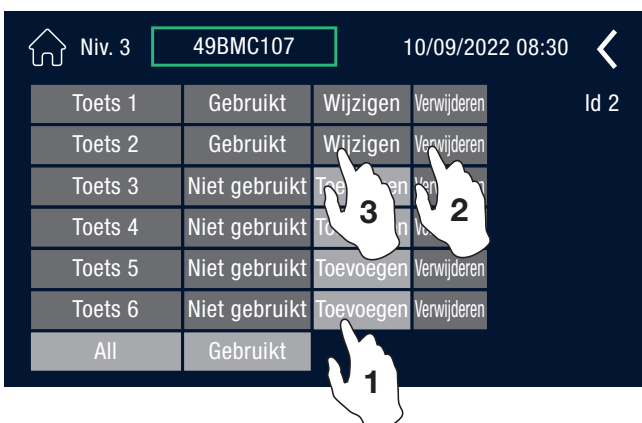 Niv. 3 49BMC107 10/09/2022 08:30
Toets 1 Gebruikt Wijzigen Verwijderen Id 2
Toets 2 Gebruikt Wijzigen Verwijderen
Toets 3 Niet gebruikt
Toets 4 Niet gebruikt
3 2
Toets 5 Niet gebruikt Toevoegen Verwijderen
Toets 6 Niet gebruikt Toevoegen Verwijderen
All Gebruikt
1